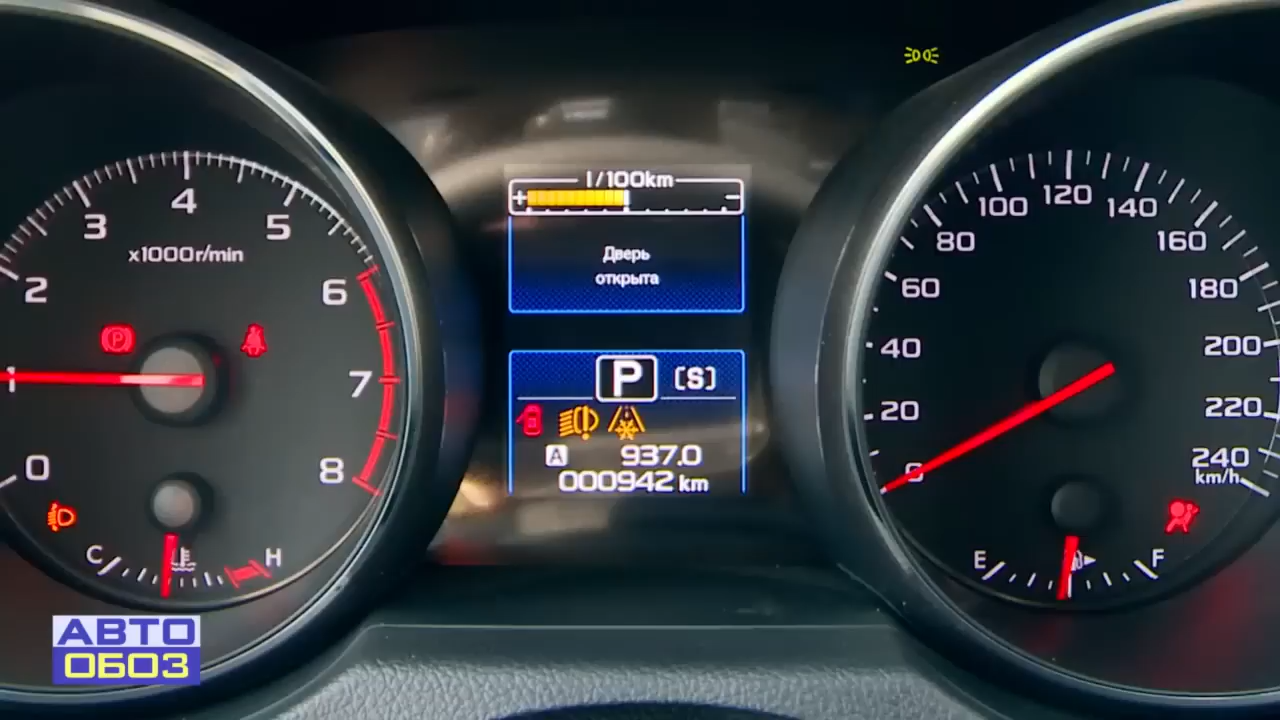 0
1
2
3
4
5
6
7
8
x1000r/min
C
H
l/100km
+ −
Дверь
открыта
P [S]
A 937.0
000942 km
0
20
40
60
80
100
120
140
160
180
200
220
240
km/h
E
F
АВТО
ОБОЗ